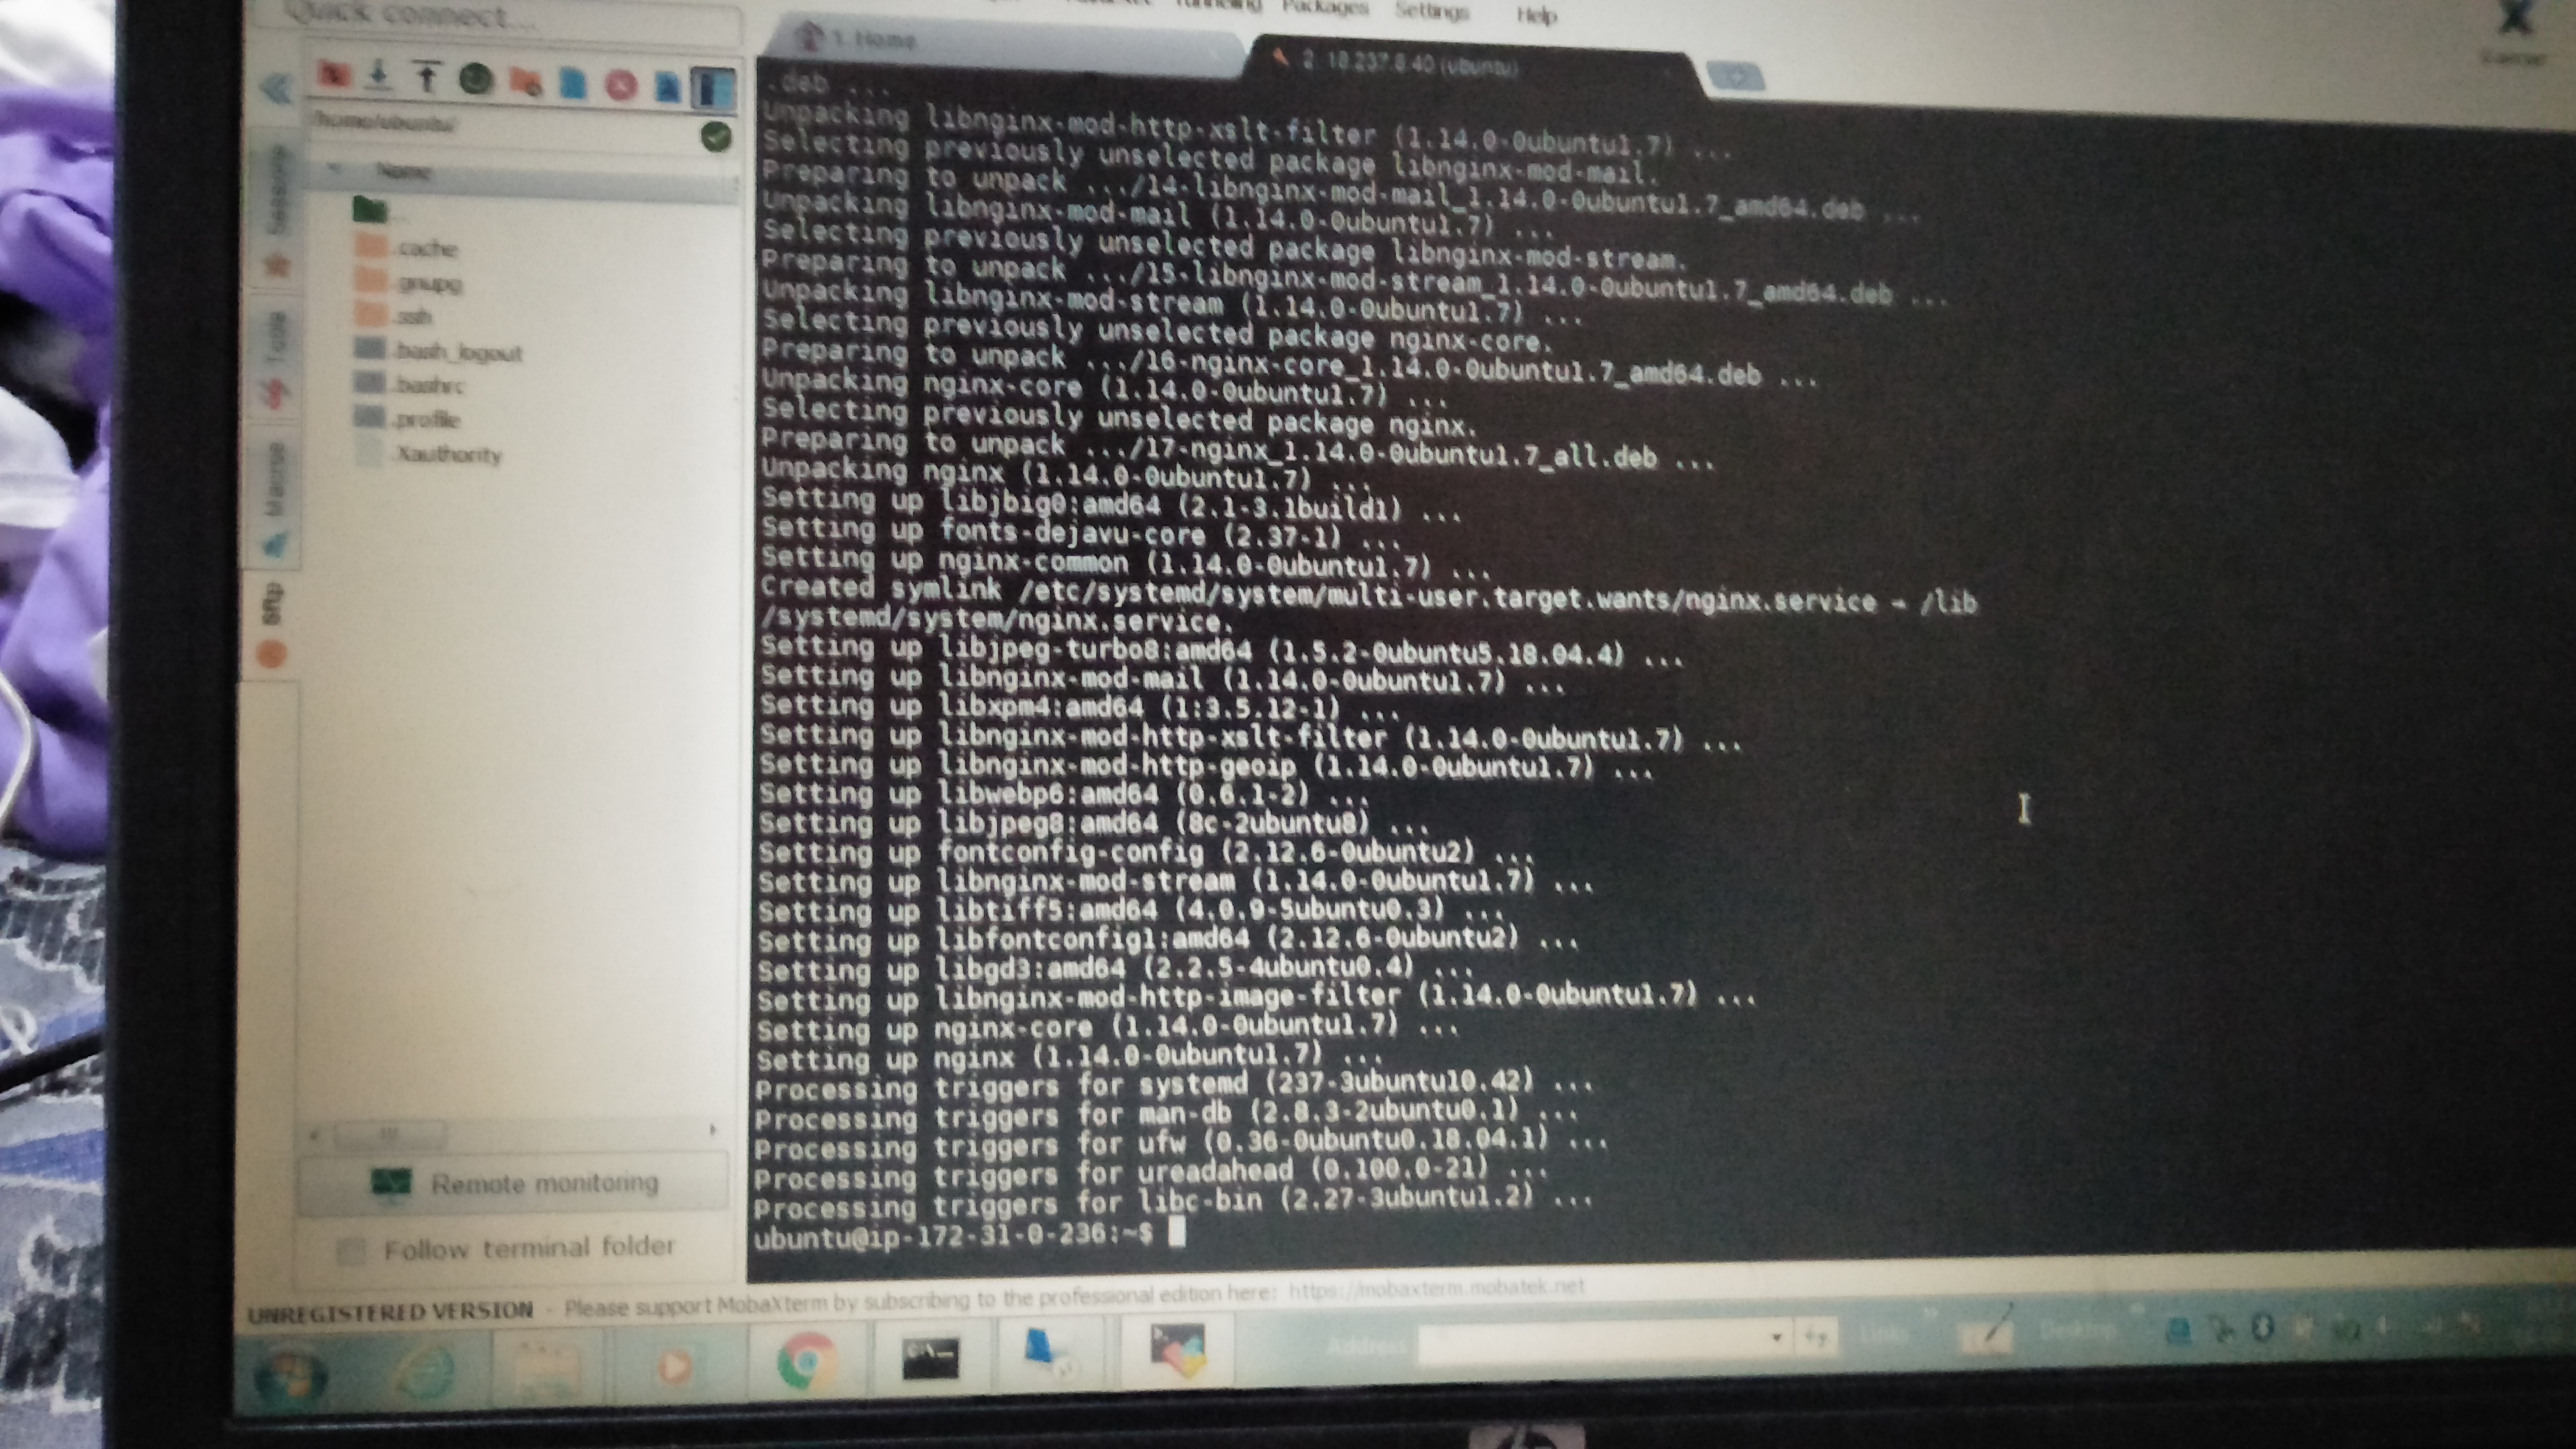 Quick connect...
Tunneling Packages Settings Help
1. Home
2. 18.237.8.40 (ubuntu)
/home/ubuntu/
Name
..
.cache
.gnupg
.ssh
.bash_logout
.bashrc
.profile
.Xauthority
Sessions
Tools
Macros
Sftp
.deb ...
Unpacking libnginx-mod-http-xslt-filter (1.14.0-0ubuntu1.7) ...
Selecting previously unselected package libnginx-mod-mail.
Preparing to unpack .../14-libnginx-mod-mail_1.14.0-0ubuntu1.7_amd64.deb ...
Unpacking libnginx-mod-mail (1.14.0-0ubuntu1.7) ...
Selecting previously unselected package libnginx-mod-stream.
Preparing to unpack .../15-libnginx-mod-stream_1.14.0-0ubuntu1.7_amd64.deb ...
Unpacking libnginx-mod-stream (1.14.0-0ubuntu1.7) ...
Selecting previously unselected package nginx-core.
Preparing to unpack .../16-nginx-core_1.14.0-0ubuntu1.7_amd64.deb ...
Unpacking nginx-core (1.14.0-0ubuntu1.7) ...
Selecting previously unselected package nginx.
Preparing to unpack .../17-nginx_1.14.0-0ubuntu1.7_all.deb ...
Unpacking nginx (1.14.0-0ubuntu1.7) ...
Setting up libjbig0:amd64 (2.1-3.1build1) ...
Setting up fonts-dejavu-core (2.37-1) ...
Setting up nginx-common (1.14.0-0ubuntu1.7) ...
Created symlink /etc/systemd/system/multi-user.target.wants/nginx.service → /lib
/systemd/system/nginx.service.
Setting up libjpeg-turbo8:amd64 (1.5.2-0ubuntu5.18.04.4) ...
Setting up libnginx-mod-mail (1.14.0-0ubuntu1.7) ...
Setting up libxpm4:amd64 (1:3.5.12-1) ...
Setting up libnginx-mod-http-xslt-filter (1.14.0-0ubuntu1.7) ...
Setting up libnginx-mod-http-geoip (1.14.0-0ubuntu1.7) ...
Setting up libwebp6:amd64 (0.6.1-2) ...
Setting up libjpeg8:amd64 (8c-2ubuntu8) ...
Setting up fontconfig-config (2.12.6-0ubuntu2) ...
Setting up libnginx-mod-stream (1.14.0-0ubuntu1.7) ...
Setting up libtiff5:amd64 (4.0.9-5ubuntu0.3) ...
Setting up libfontconfig1:amd64 (2.12.6-0ubuntu2) ...
Setting up libgd3:amd64 (2.2.5-4ubuntu0.4) ...
Setting up libnginx-mod-http-image-filter (1.14.0-0ubuntu1.7) ...
Setting up nginx-core (1.14.0-0ubuntu1.7) ...
Setting up nginx (1.14.0-0ubuntu1.7) ...
Processing triggers for systemd (237-3ubuntu10.42) ...
Processing triggers for man-db (2.8.3-2ubuntu0.1) ...
Processing triggers for ufw (0.36-0ubuntu0.18.04.1) ...
Processing triggers for ureadahead (0.100.0-21) ...
Processing triggers for libc-bin (2.27-3ubuntu1.2) ...
ubuntu@ip-172-31-0-236:~$
Remote monitoring
Follow terminal folder
UNREGISTERED VERSION - Please support MobaXterm by subscribing to the professional edition here: https://mobaxterm.mobatek.net
Address
Links
Desktop
hp